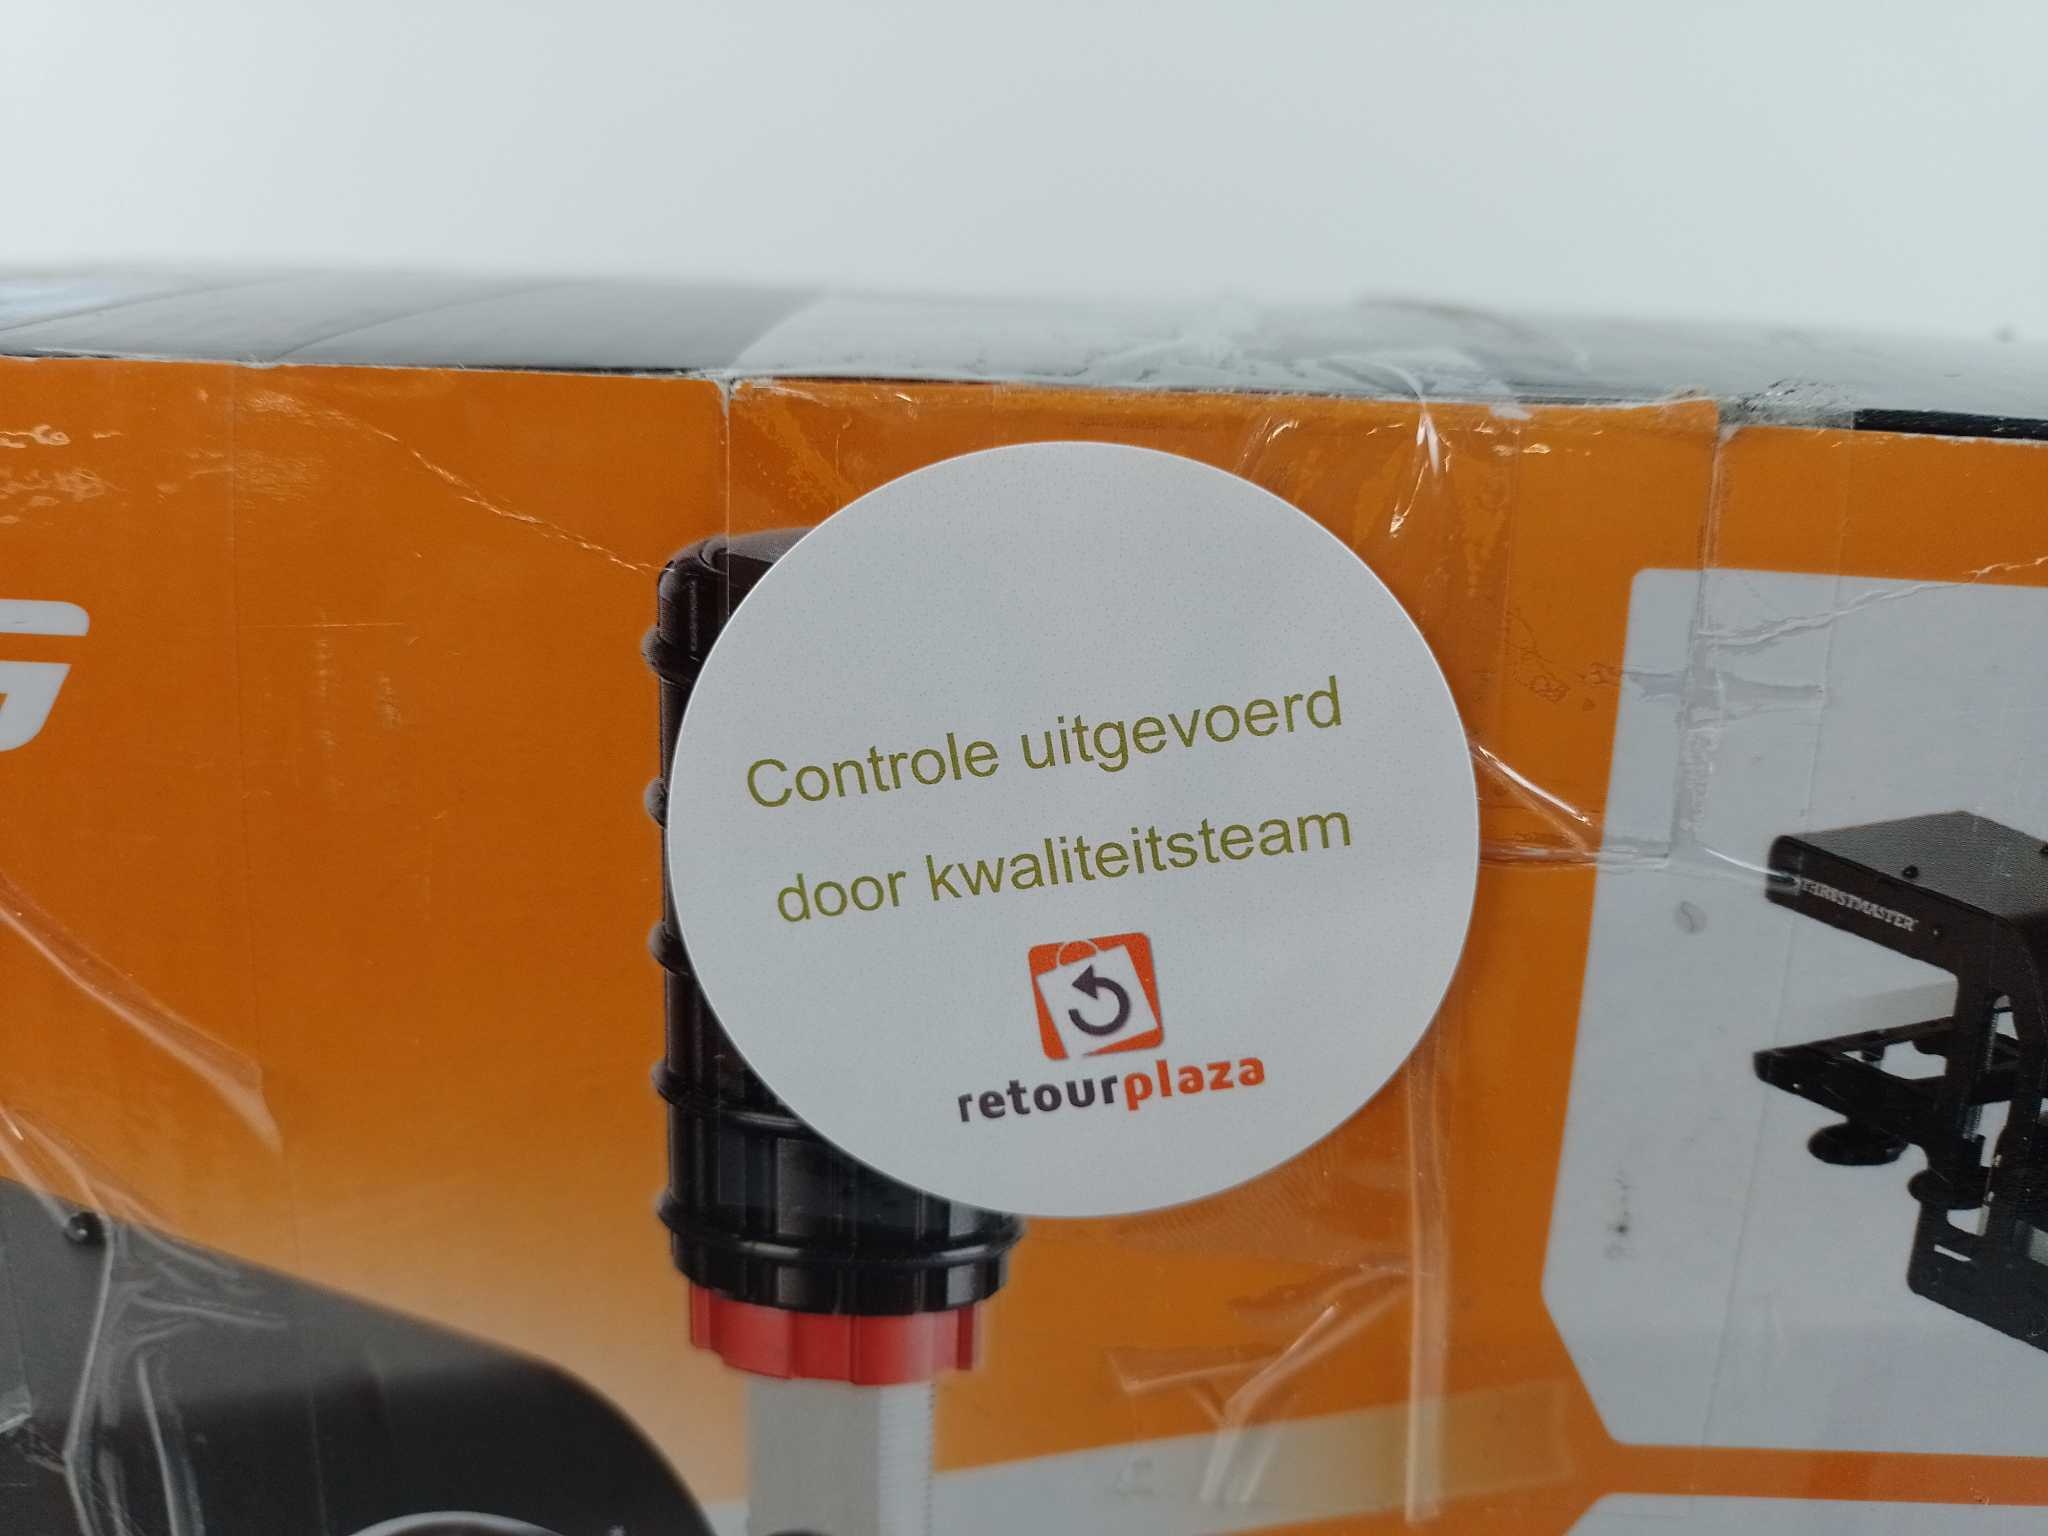 Controle uitgevoerd
door kwaliteitsteam
retourplaza
THRUSTMASTER